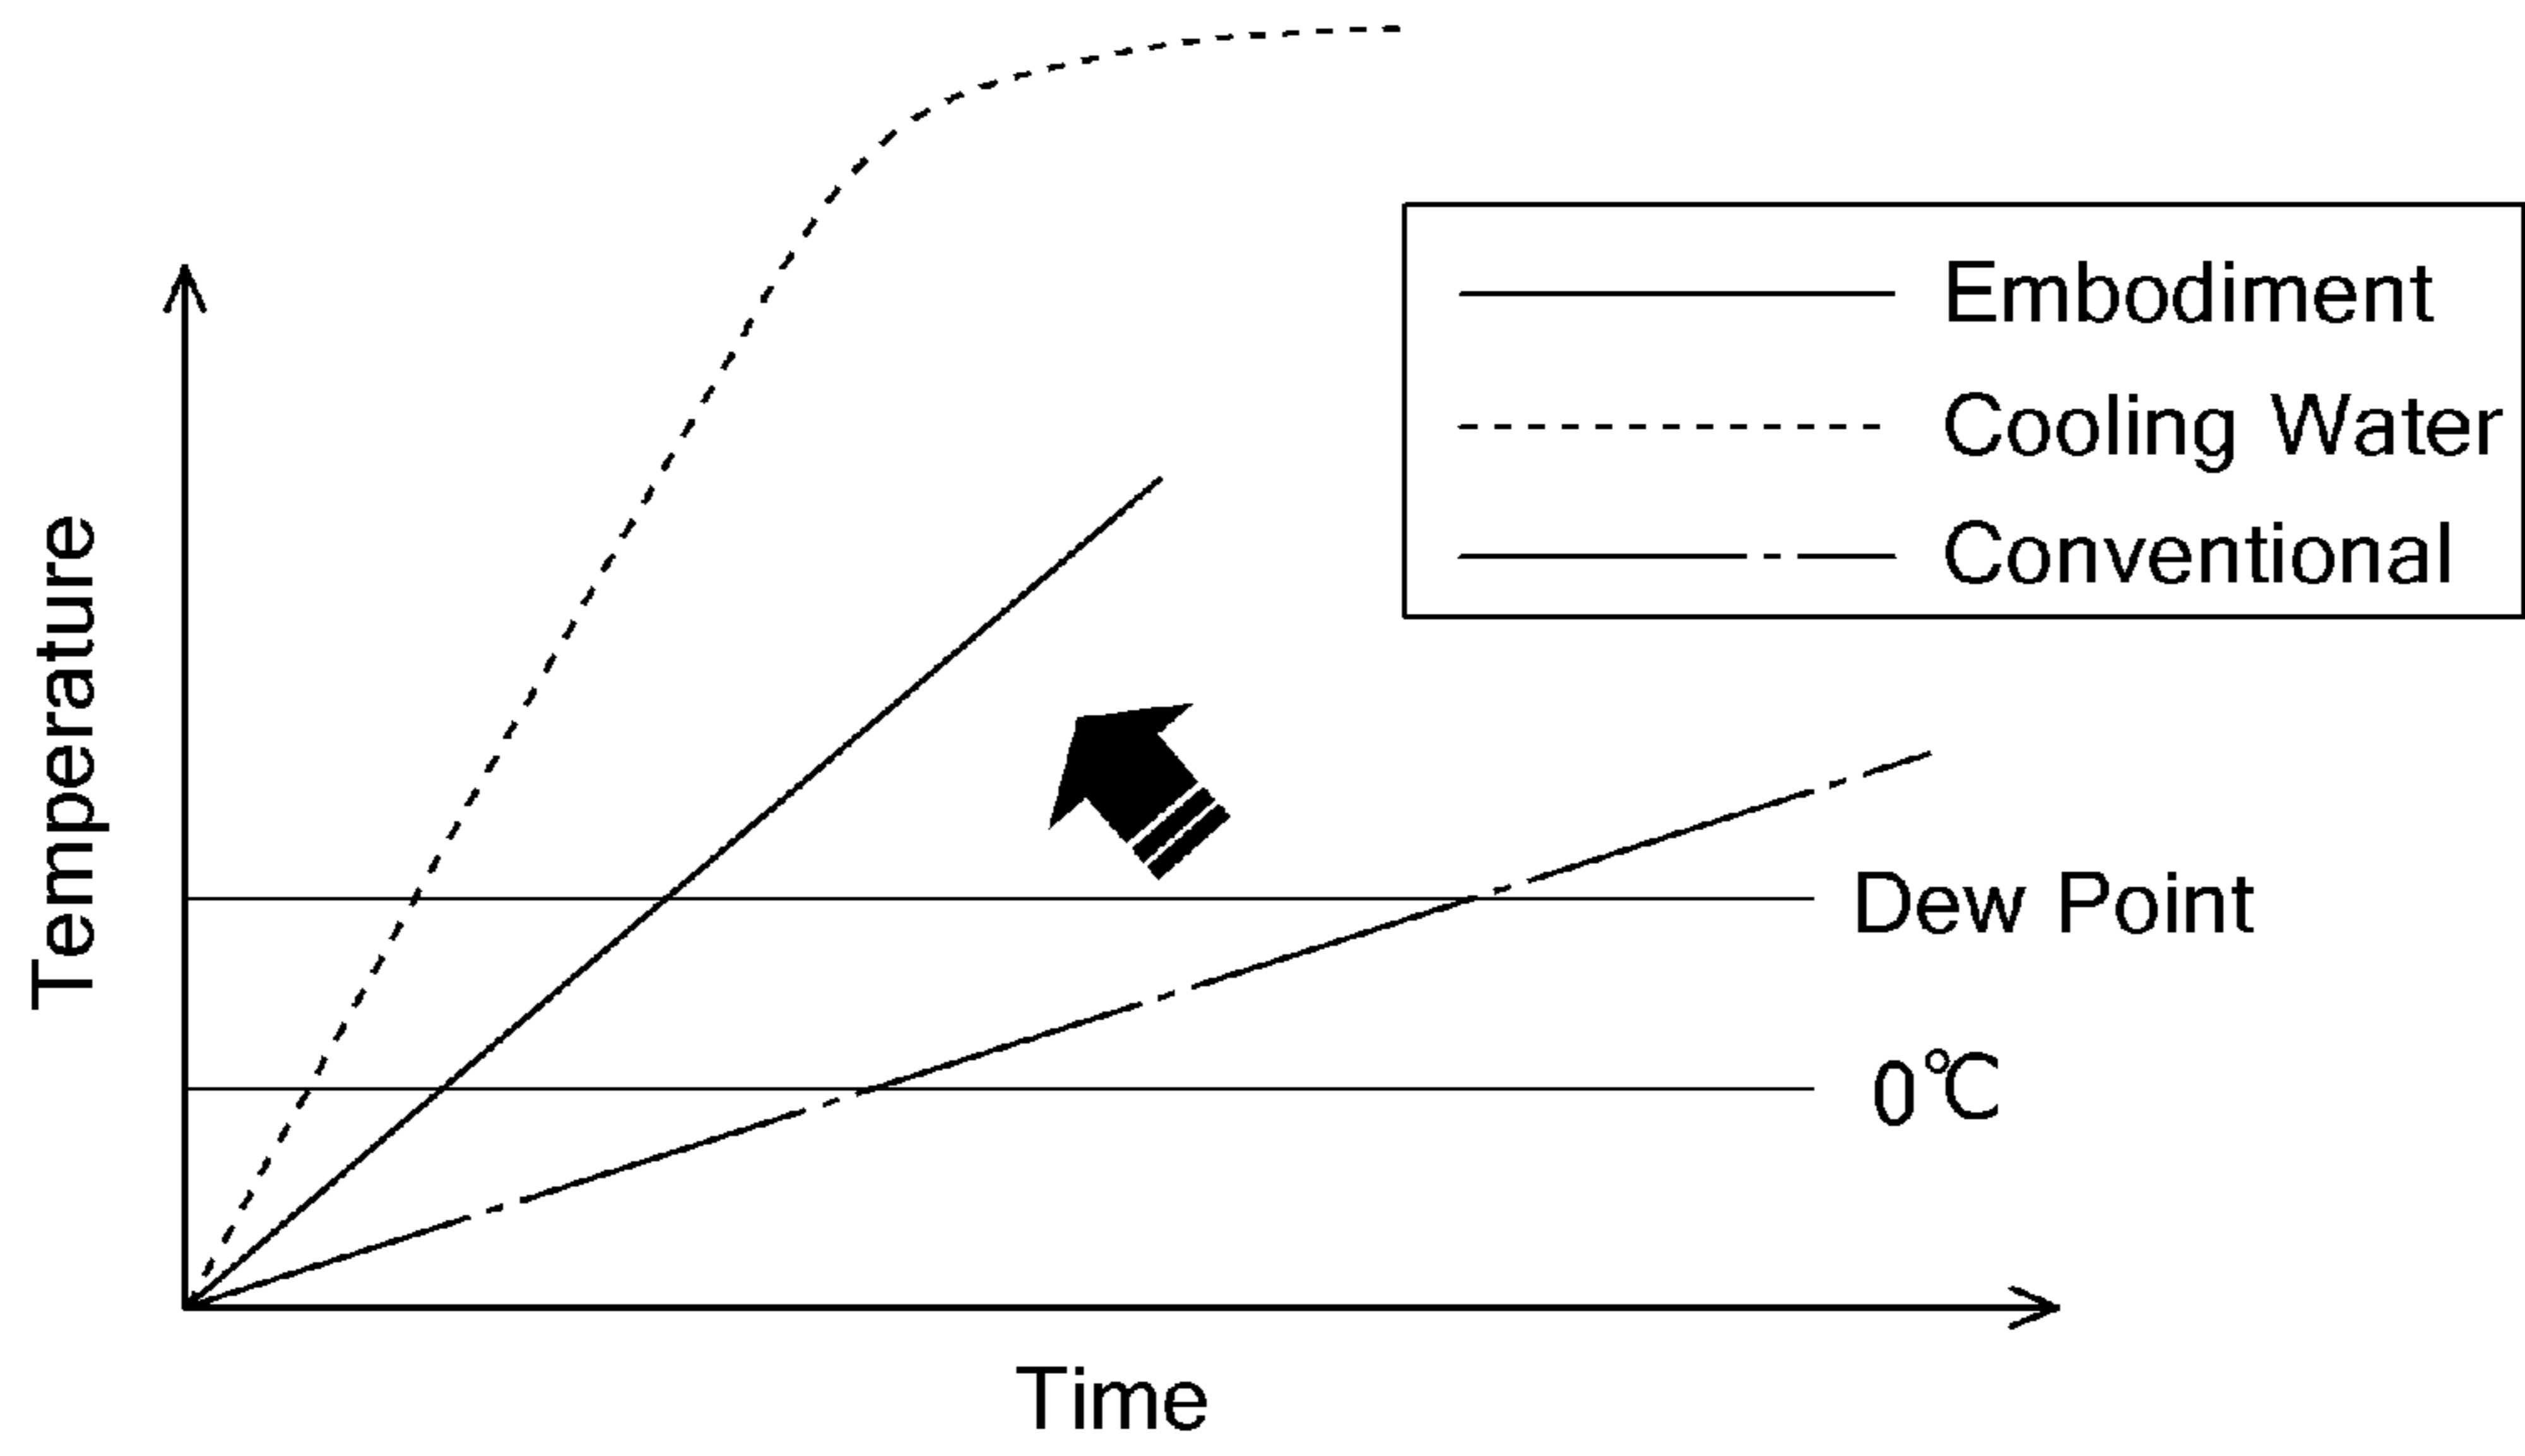 Embodiment
Cooling Water
Conventional
Temperature
Dew Point
0℃
Time